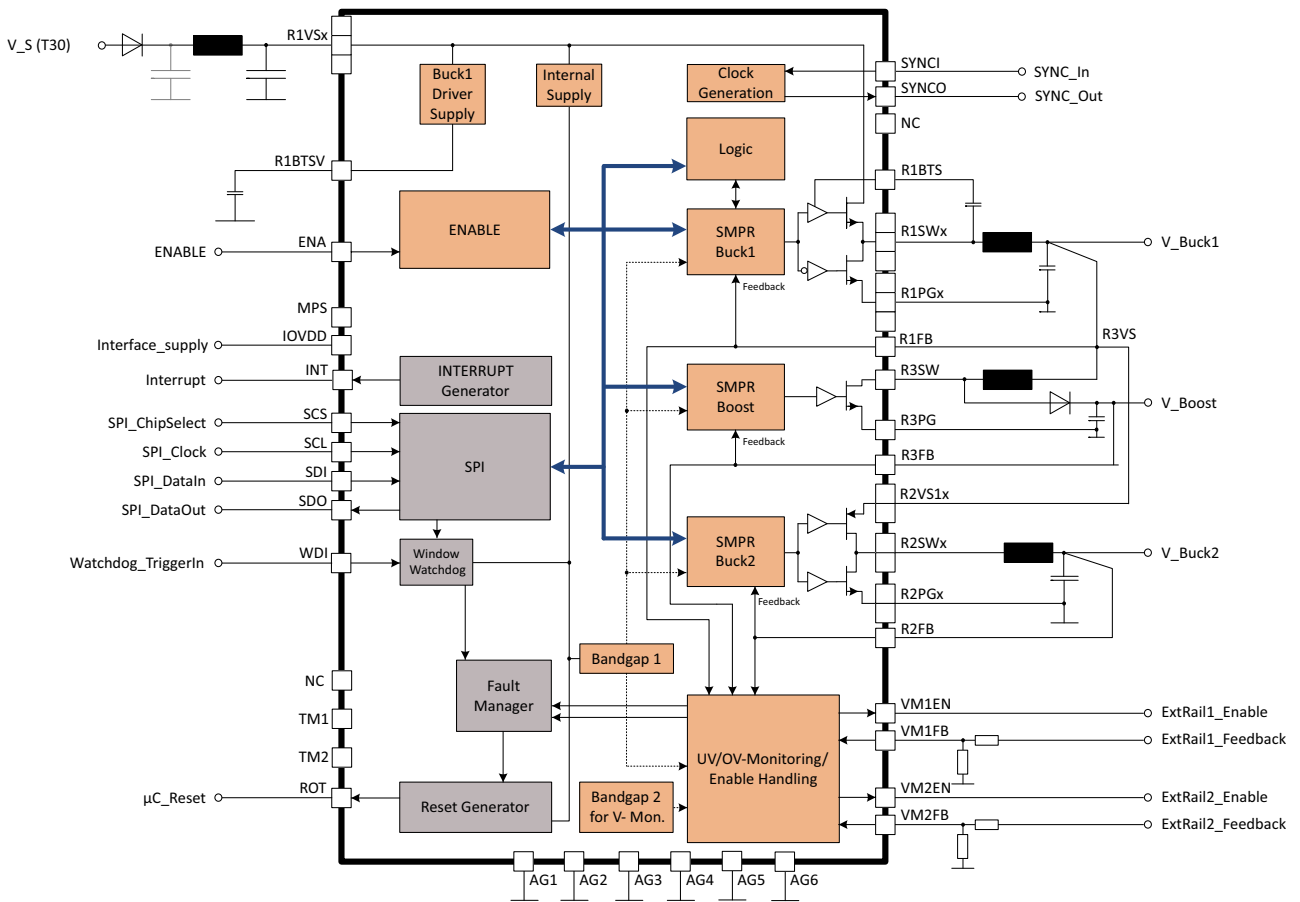 V_S (T30)
R1VSx
Buck1
Driver
Supply
Internal
Supply
Clock
Generation
SYNCI
SYNC_In
SYNCO
SYNC_Out
NC
Logic
R1BTSV
R1BTS
ENABLE
ENA
ENABLE
SMPR
Buck1
R1SWx
V_Buck1
Feedback
R1PGx
MPS
IOVDD
Interface_supply
R1FB
R3VS
INT
Interrupt
INTERRUPT
Generator
SMPR
Boost
R3SW
V_Boost
SCS
SPI_ChipSelect
R3PG
SCL
SPI_Clock
SPI
Feedback
R3FB
SDI
SPI_DataIn
SDO
SPI_DataOut
R2VS1x
WDI
Watchdog_TriggerIn
Window
Watchdog
SMPR
Buck2
R2SWx
V_Buck2
Feedback
R2PGx
R2FB
Bandgap 1
NC
Fault
Manager
TM1
VM1EN
ExtRail1_Enable
VM1FB
ExtRail1_Feedback
TM2
UV/OV-Monitoring/
Enable Handling
ROT
µC_Reset
Reset Generator
Bandgap 2
for V- Mon.
VM2EN
ExtRail2_Enable
VM2FB
ExtRail2_Feedback
AG1
AG2
AG3
AG4
AG5
AG6